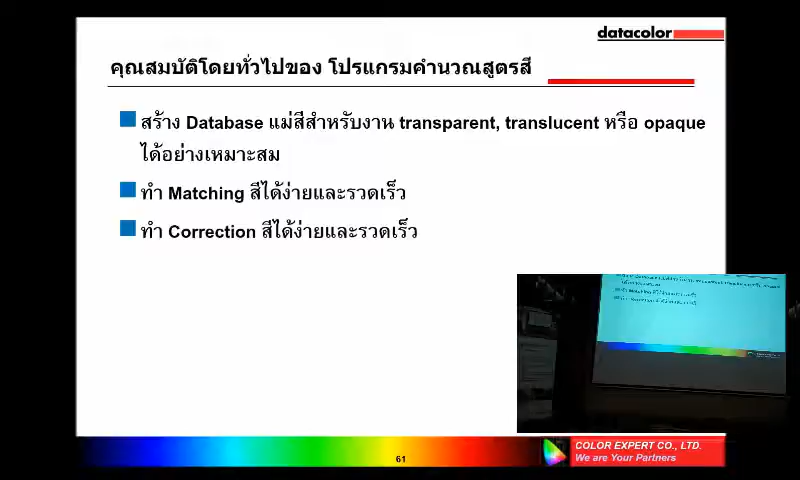 datacolor
คุณสมบัติโดยทั่วไปของ โปรแกรมคำนวณสูตรสี
สร้าง Database แม่สีสำหรับงาน transparent, translucent หรือ opaque
ได้อย่างเหมาะสม
ทำ Matching สีได้ง่ายและรวดเร็ว
ทำ Correction สีได้ง่ายและรวดเร็ว
61
COLOR EXPERT CO., LTD.
We are Your Partners